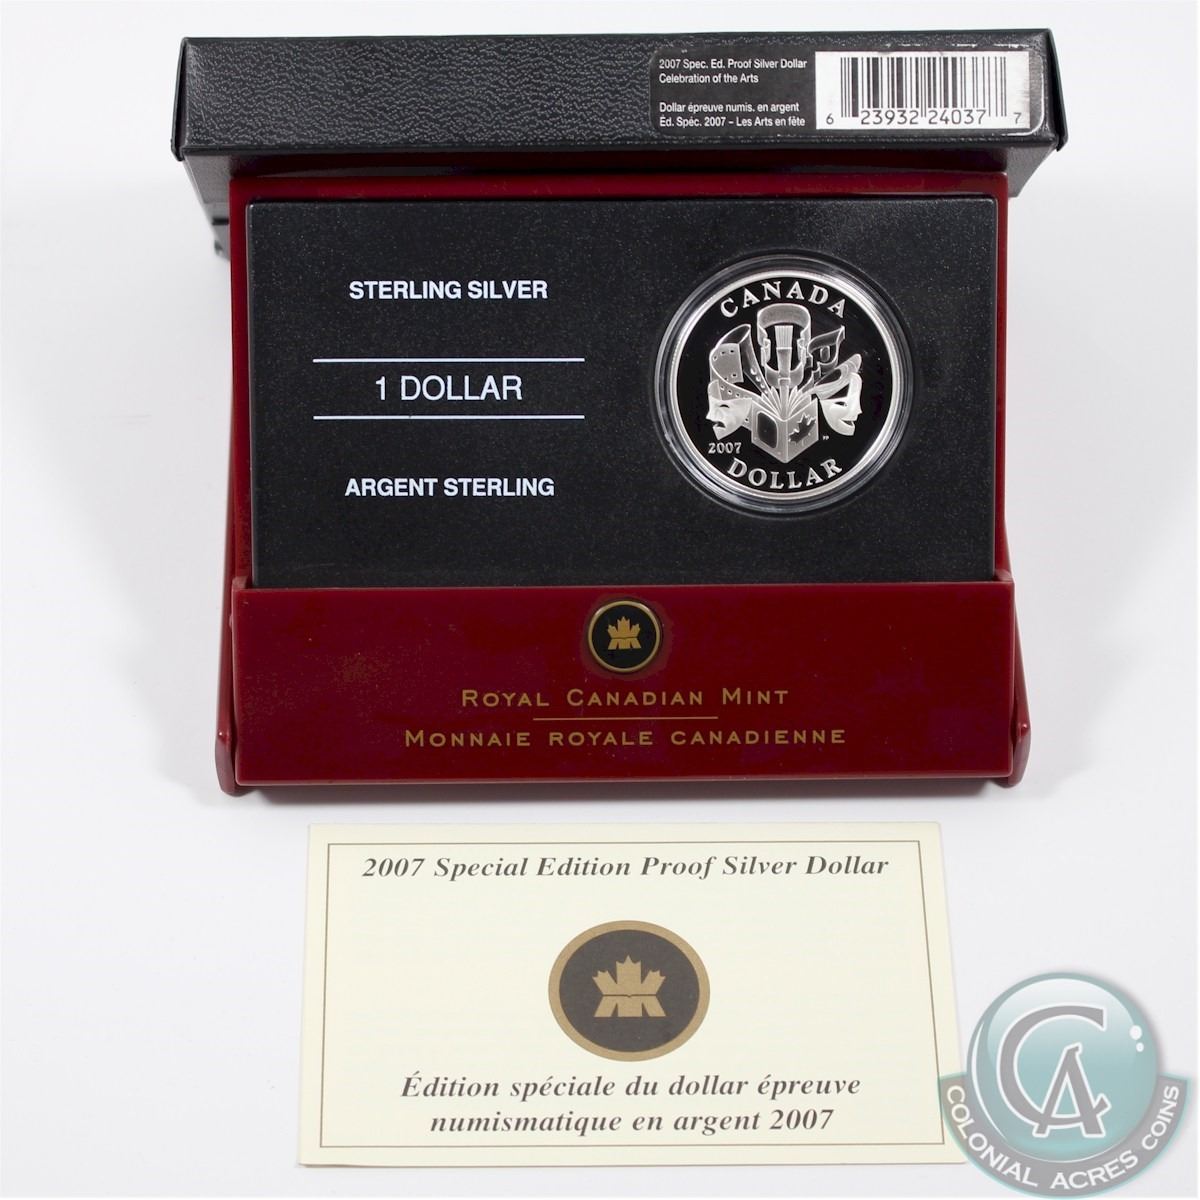 2007 Spec. Ed. Proof Silver Dollar
Celebration of the Arts
Dollar épreuve numis. en argent
Éd. Spéc. 2007 – Les Arts en fête
6 23932 24037 7
STERLING SILVER
1 DOLLAR
ARGENT STERLING
CANADA
2007
DOLLAR
ROYAL CANADIAN MINT
MONNAIE ROYALE CANADIENNE
2007 Special Edition Proof Silver Dollar
Édition spéciale du dollar épreuve
numismatique en argent 2007
CA
COLONIAL ACRES COINS